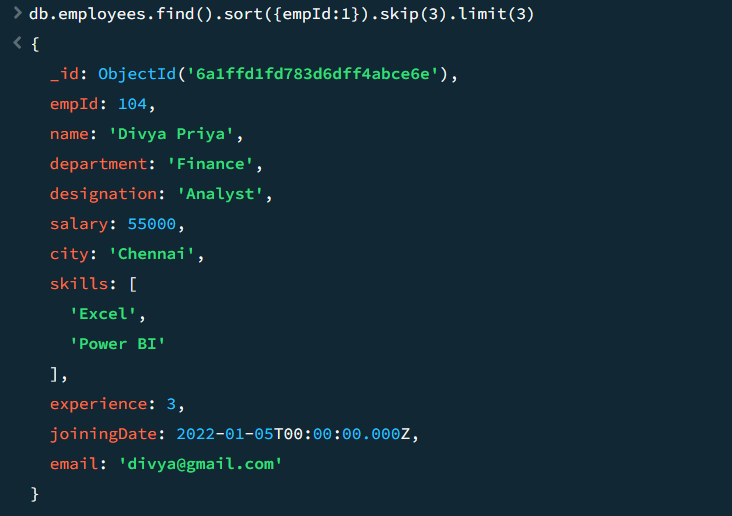 > db.employees.find().sort({empId:1}).skip(3).limit(3)
< {
_id: ObjectId('6a1ffd1fd783d6dff4abce6e'),
empId: 104,
name: 'Divya Priya',
department: 'Finance',
designation: 'Analyst',
salary: 55000,
city: 'Chennai',
skills: [
'Excel',
'Power BI'
],
experience: 3,
joiningDate: 2022-01-05T00:00:00.000Z,
email: 'divya@gmail.com'
}